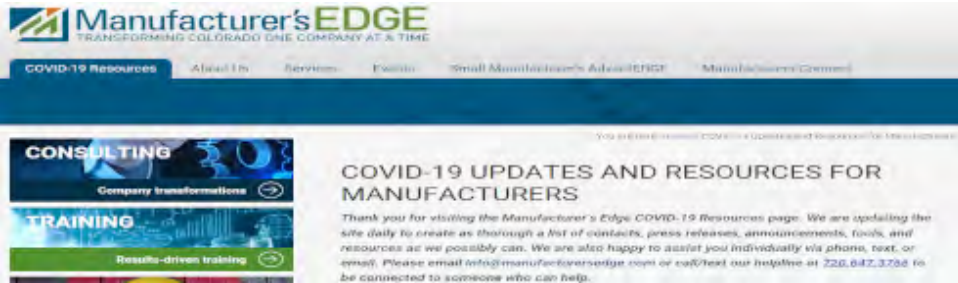 Manufacturer's EDGE
TRANSFORMING COLORADO ONE COMPANY AT A TIME
COVID-19 Resources About Us Services Events Small Manufacturer's AdvantEDGE Manufacturers Connect
CONSULTING
Company transformations
TRAINING
Results-driven training
COVID-19 UPDATES AND RESOURCES FOR
MANUFACTURERS
Thank you for visiting the Manufacturer's Edge COVID-19 Resources page. We are updating the
site daily to create as thorough a list of contacts, press releases, announcements, tools, and
resources as we possibly can. We are also happy to assist you individually via phone, text, or
email. Please email info@manufacturersedge.com or call/text our helpline at 720.647.3766 to
be connected to someone who can help.